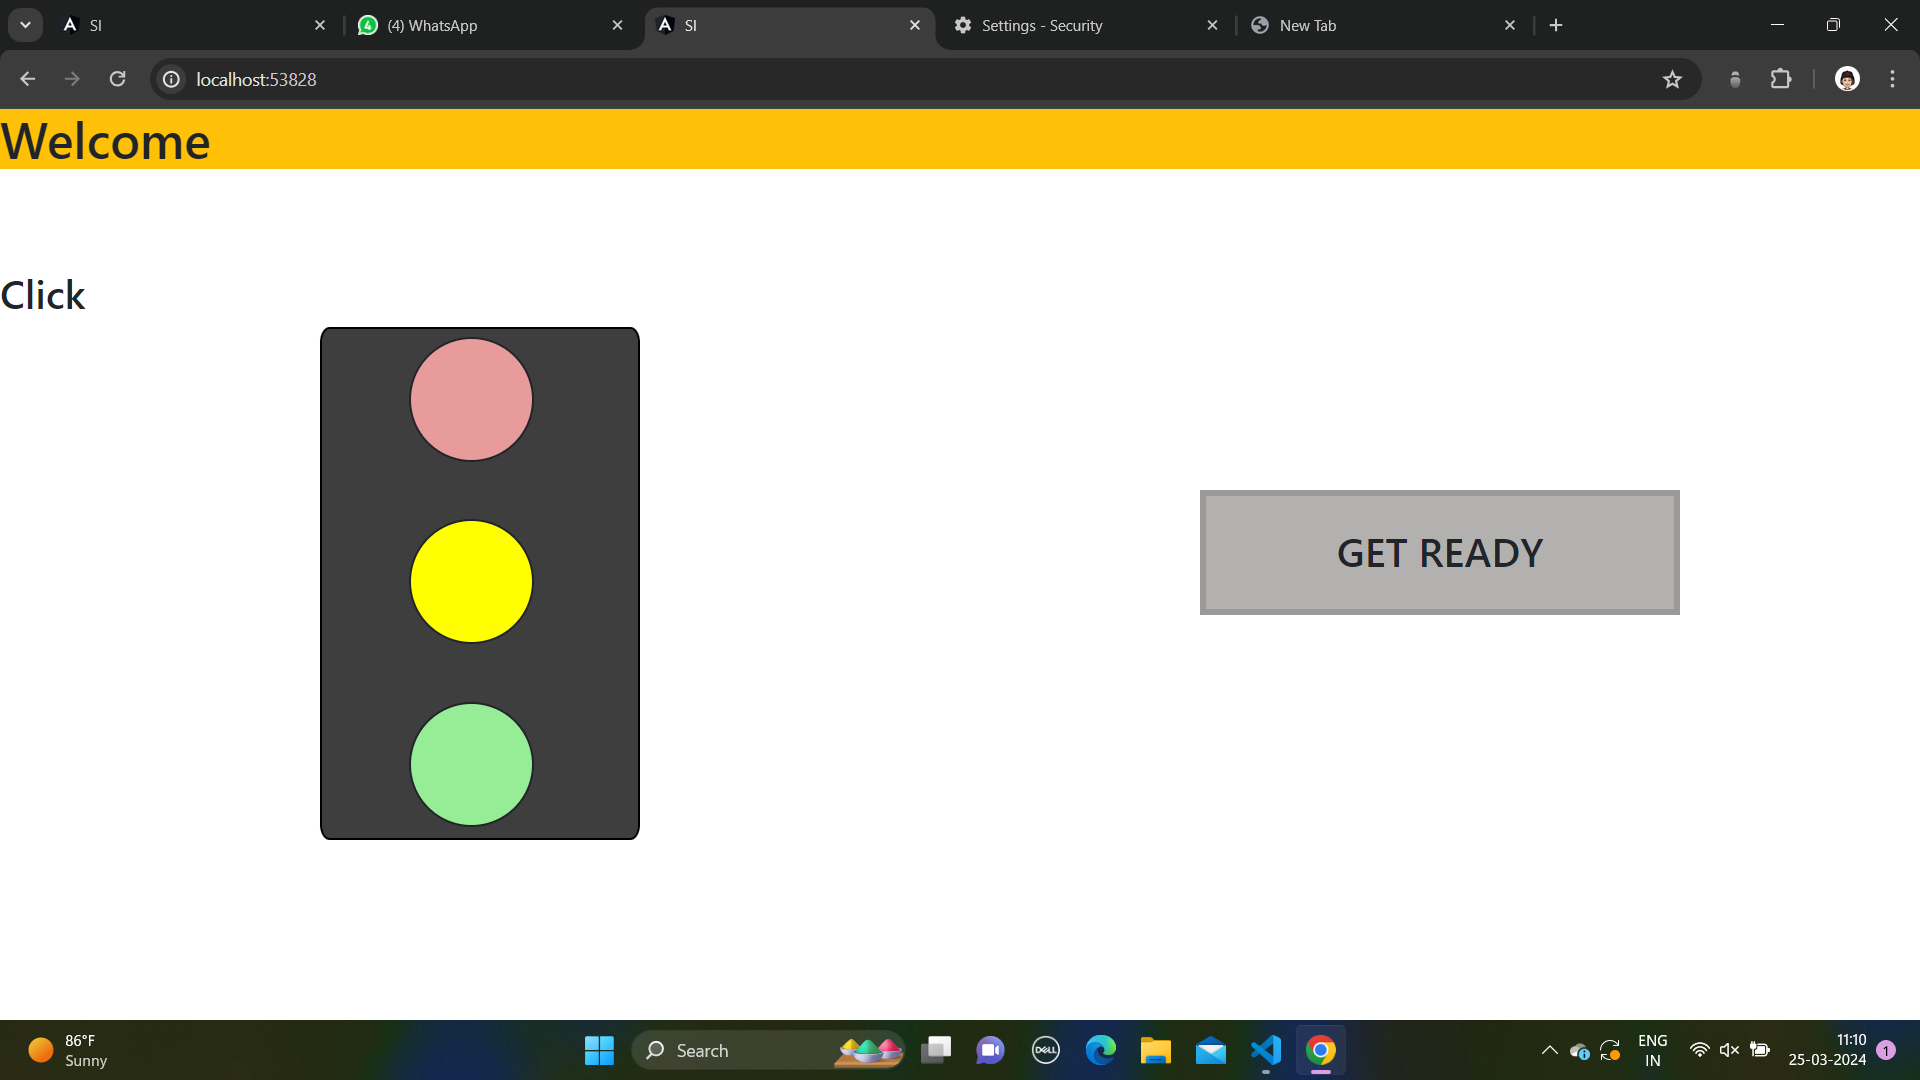 SI
(4) WhatsApp
SI
Settings - Security
New Tab
localhost:53828
Welcome
Click
GET READY
86°F
Sunny
Search
DELL
ENG
IN
11:10
25-03-2024
1